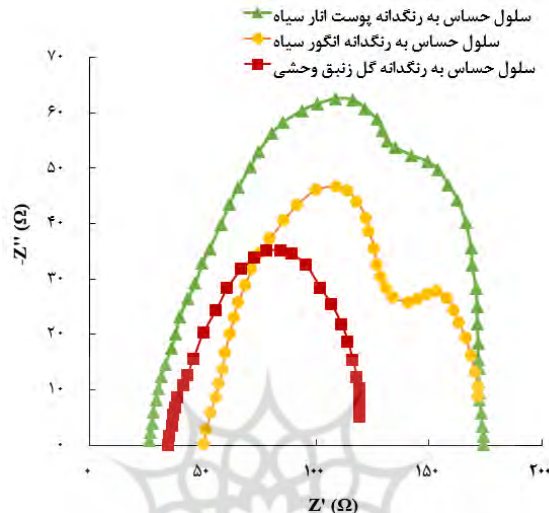 سلول حساس به رنگدانه پوست انار سیاه
سلول حساس به رنگدانه انگور سیاه
سلول حساس به رنگدانه گل زنبق وحشی
۷۰
۶۰
۵۰
۴۰
۳۰
۲۰
۱۰
۰
-Z'' (Ω)
۰ ۵۰ ۱۰۰ ۱۵۰ ۲۰۰
Z' (Ω)